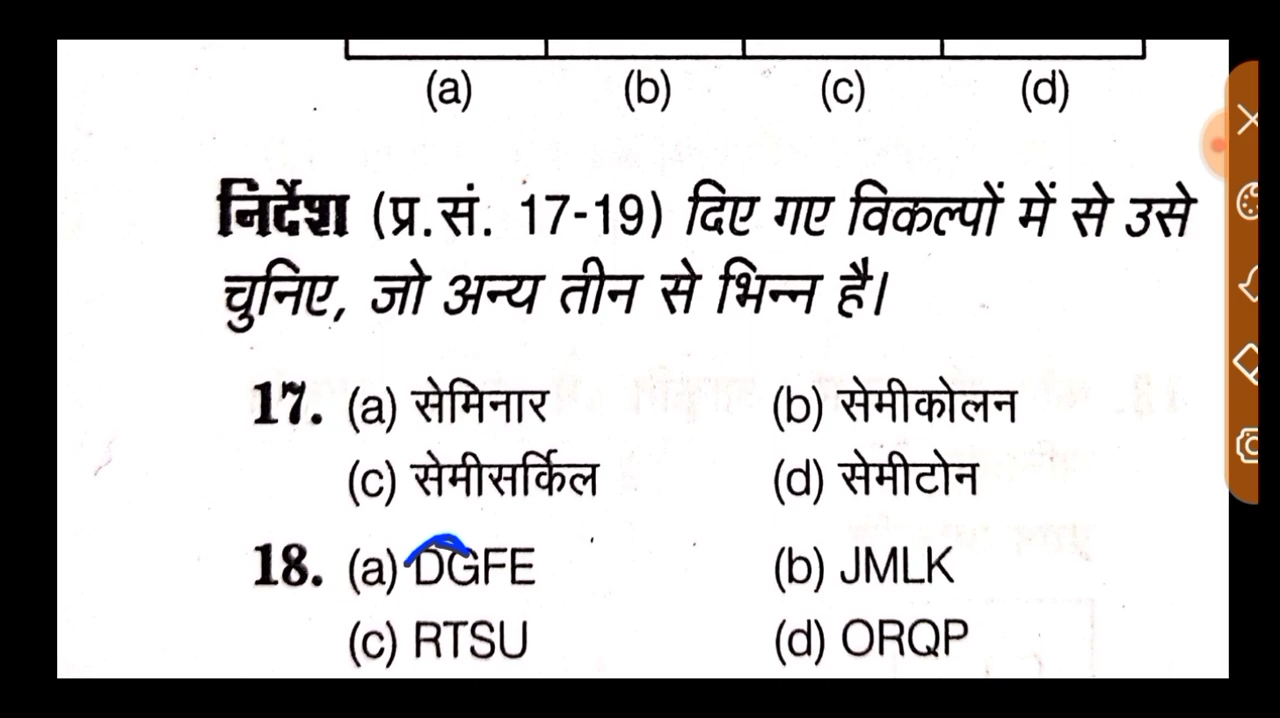 (a) (b) (c) (d)
निर्देश (प्र.सं. 17-19) दिए गए विकल्पों में से उसे
चुनिए, जो अन्य तीन से भिन्न है।
17. (a) सेमिनार (b) सेमीकोलन
(c) सेमीसर्किल (d) सेमीटोन
18. (a) DGFE (b) JMLK
(c) RTSU (d) ORQP